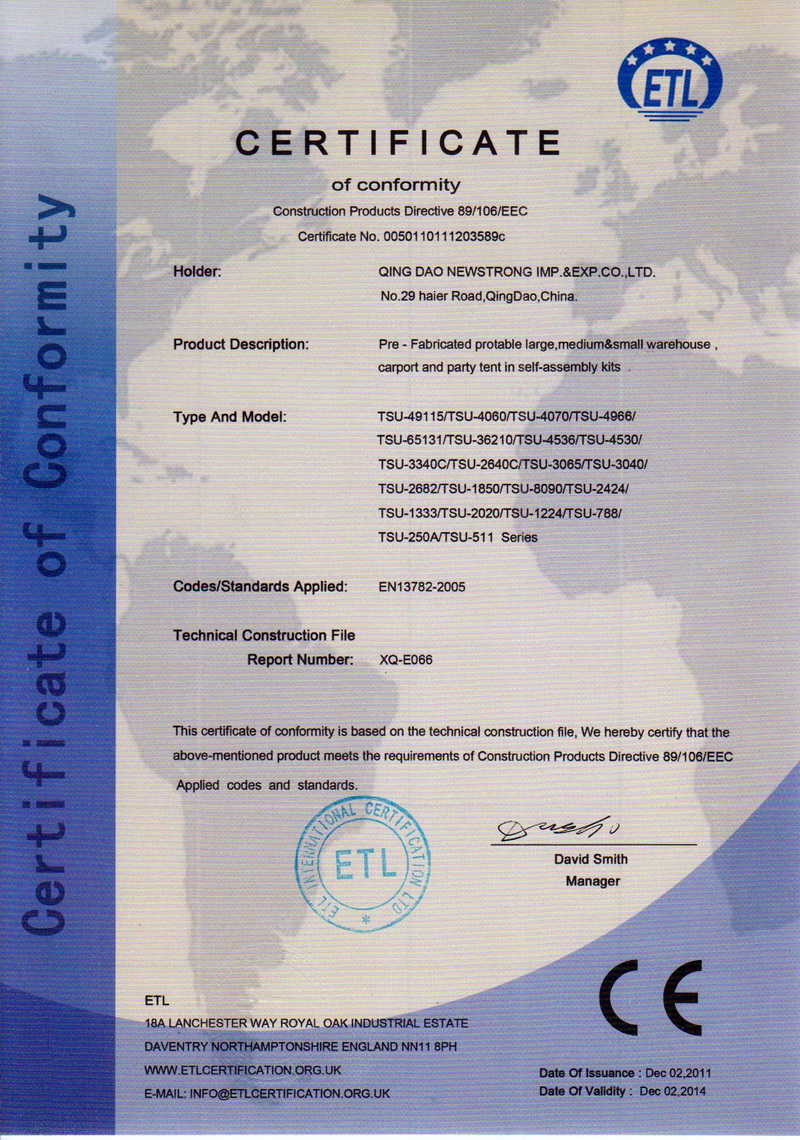 Certificate of Conformity
ETL
CERTIFICATE
of conformity
Construction Products Directive 89/106/EEC
Certificate No. 0050110111203589c
Holder: QING DAO NEWSTRONG IMP.&EXP.CO.,LTD.
No.29 haier Road,QingDao,China.
Product Description: Pre - Fabricated protable large,medium&small warehouse ,
carport and party tent in self-assembly kits .
Type And Model: TSU-49115/TSU-4060/TSU-4070/TSU-4966/
TSU-65131/TSU-36210/TSU-4536/TSU-4530/
TSU-3340C/TSU-2640C/TSU-3065/TSU-3040/
TSU-2682/TSU-1850/TSU-8090/TSU-2424/
TSU-1333/TSU-2020/TSU-1224/TSU-788/
TSU-250A/TSU-511 Series
Codes/Standards Applied: EN13782-2005
Technical Construction File
Report Number: XQ-E066
This certificate of conformity is based on the technical construction file, We hereby certify that the
above-mentioned product meets the requirements of Construction Products Directive 89/106/EEC
Applied codes and standards.
ETL INTERNATIONAL CERTIFICATION LTD
ETL
*
David Smith
Manager
CE
ETL
18A LANCHESTER WAY ROYAL OAK INDUSTRIAL ESTATE
DAVENTRY NORTHAMPTONSHIRE ENGLAND NN11 8PH
WWW.ETLCERTIFICATION.ORG.UK
E-MAIL: INFO@ETLCERTIFICATION.ORG.UK
Date Of Issuance : Dec 02,2011
Date Of Validity : Dec 02,2014